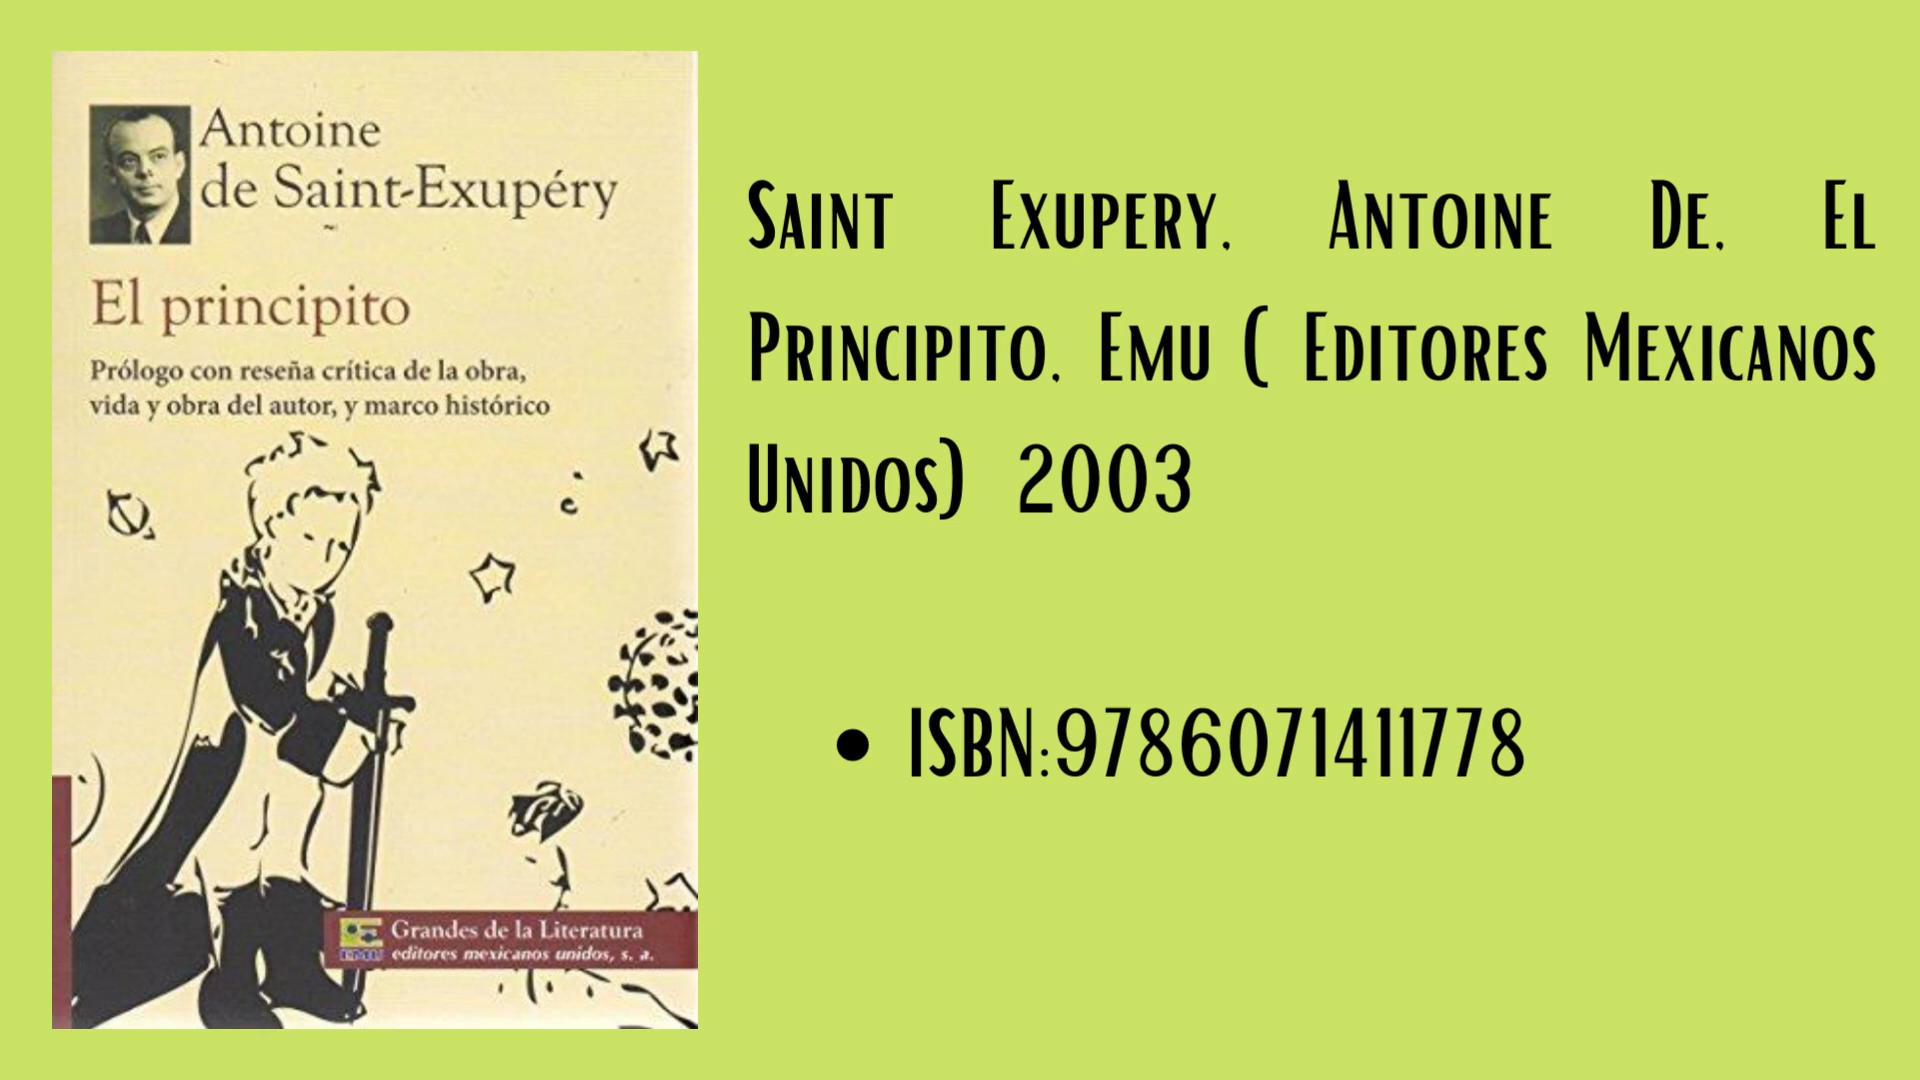 Antoine
de Saint-Exupéry
El principito
Prólogo con reseña crítica de la obra,
vida y obra del autor, y marco histórico
Grandes de la Literatura
EMU editores mexicanos unidos, s. a.
Saint Exupery, Antoine De, El
Principito, Emu ( Editores Mexicanos
Unidos) 2003
• ISBN:9786071411778